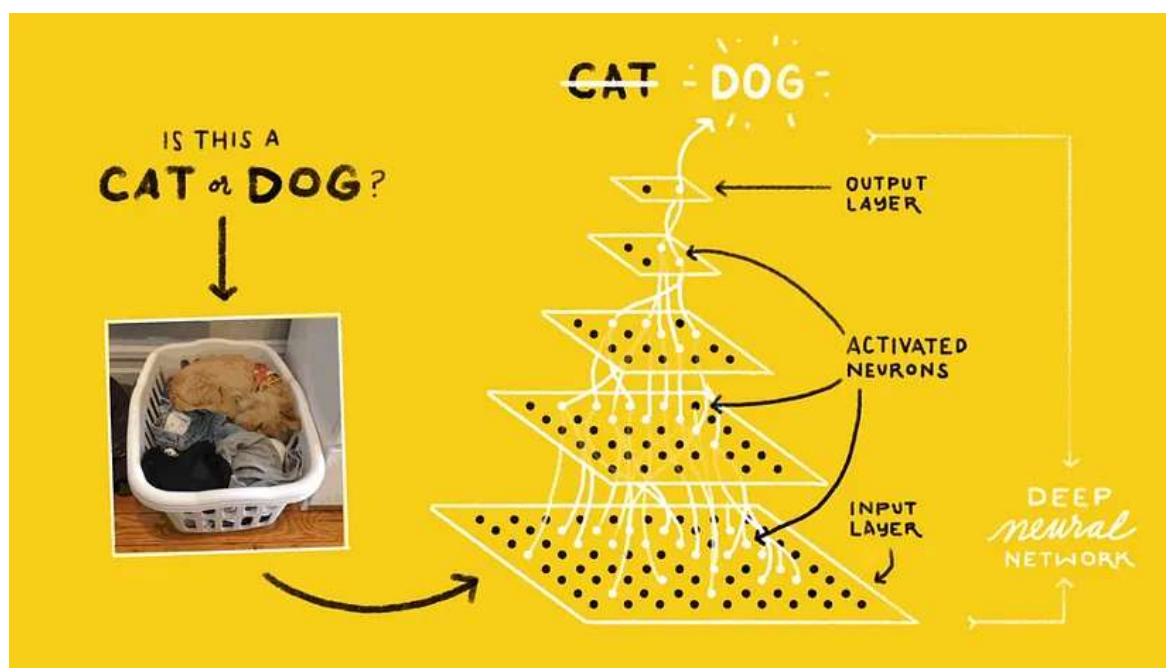 IS THIS A
CAT or DOG?
CAT DOG
OUTPUT
LAYER
ACTIVATED
NEURONS
INPUT
LAYER
DEEP
neural
NETWORK